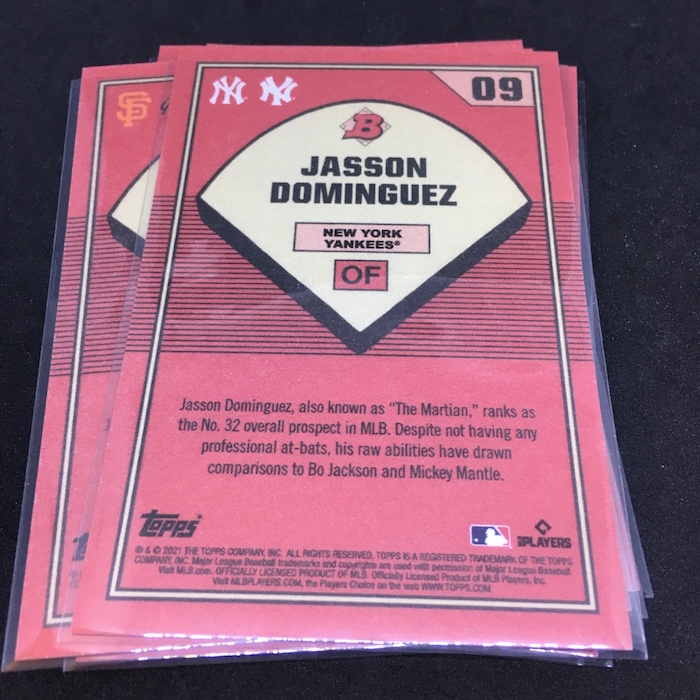 NY NY
09
SF
B
JASSON
DOMINGUEZ
NEW YORK
YANKEES®
OF
Jasson Dominguez, also known as "The Martian," ranks as
the No. 32 overall prospect in MLB. Despite not having any
professional at-bats, his raw abilities have drawn
comparisons to Bo Jackson and Mickey Mantle.
Topps®
PLAYERS
® & © 2021 THE TOPPS COMPANY, INC. ALL RIGHTS RESERVED. TOPPS IS A REGISTERED TRADEMARK OF THE TOPPS
COMPANY, INC. Major League Baseball trademarks and copyrights are used with permission of Major League Baseball.
Visit MLB.com. OFFICIALLY LICENSED PRODUCT OF MLB. Officially Licensed Product of MLB Players, Inc.
Visit MLBPLAYERS.COM, the Players Choice on the web WWW.TOPPS.COM